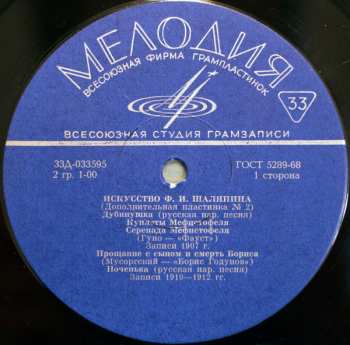 МЕЛОДИЯ
ВСЕСОЮЗНАЯ ФИРМА ГРАМПЛАСТИНОК
33
ВСЕСОЮЗНАЯ СТУДИЯ ГРАМЗАПИСИ
33Д-033595
ГОСТ 5289-68
2 гр. 1-00
1 сторона
ИСКУССТВО Ф. И. ШАЛЯПИНА
(Дополнительная пластинка № 2)
Дубинушка (русская нар. песня)
Куплеты Мефистофеля
Серенада Мефистофеля
(Гуно — «Фауст»)
Записи 1907 г.
Прощание с сыном и смерть Бориса
(Мусоргский — «Борис Годунов»)
Ноченька (русская нар. песня)
Записи 1910—1912 гг.